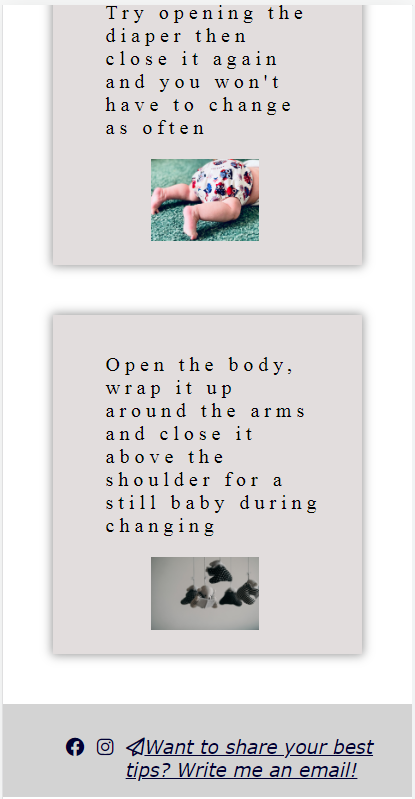 Try opening the
diaper then
close it again
and you won't
have to change
as often
Open the body,
wrap it up
around the arms
and close it
above the
shoulder for a
still baby during
changing
Want to share your best
tips? Write me an email!